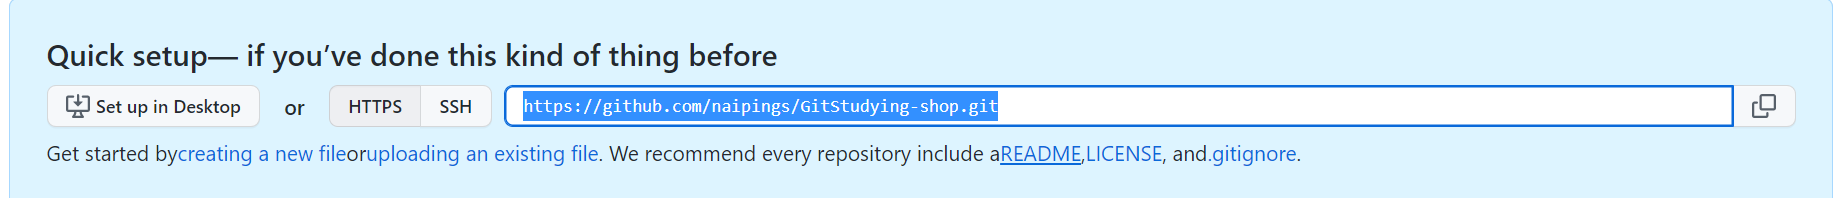 Quick setup— if you’ve done this kind of thing before
Set up in Desktop or HTTPS SSH https://github.com/naipings/GitStudying-shop.git
Get started bycreating a new fileoruploading an existing file. We recommend every repository include aREADME,LICENSE, and.gitignore.